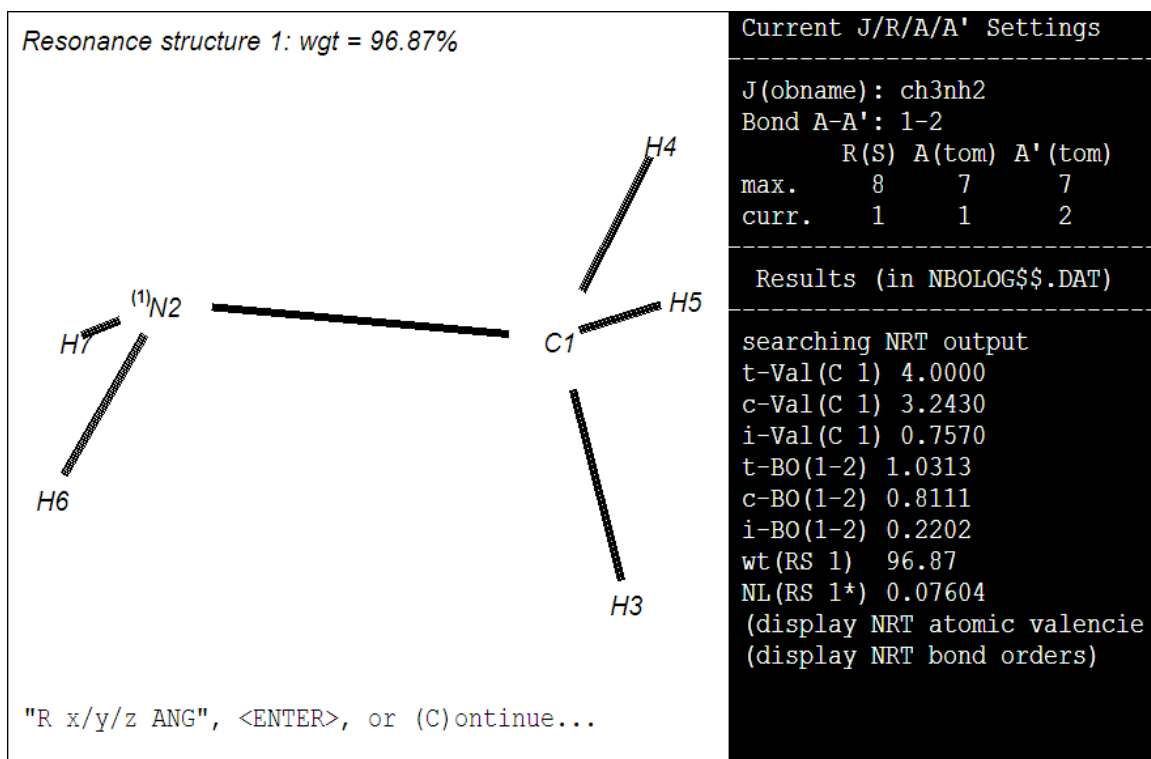 Resonance structure 1: wgt = 96.87%
H4
(1)N2
H5
H7
C1
H6
H3
"R x/y/z ANG", <ENTER>, or (C)ontinue...
Current J/R/A/A' Settings
J(obname): ch3nh2
Bond A-A': 1-2
R(S) A(tom) A'(tom)
max. 8 7 7
curr. 1 1 2
Results (in NBOLOG$$.DAT)
searching NRT output
t-Val(C 1) 4.0000
c-Val(C 1) 3.2430
i-Val(C 1) 0.7570
t-BO(1-2) 1.0313
c-BO(1-2) 0.8111
i-BO(1-2) 0.2202
wt(RS 1) 96.87
NL(RS 1*) 0.07604
(display NRT atomic valencie
(display NRT bond orders)